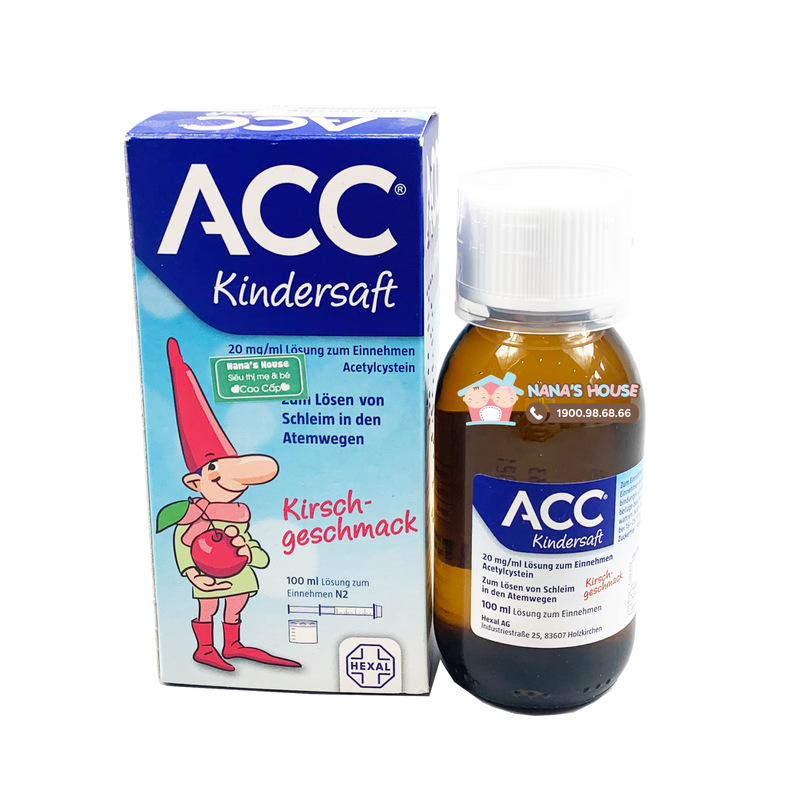 ACC
ACC®
Kindersaft
20 mg/ml Lösung zum Einnehmen
Acetylcystein
Nana's House
Siêu thị mẹ & bé
Cao Cấp
Zum Lösen von
Schleim in den
Atemwegen
Kirsch-
geschmack
100 ml Lösung zum
Einnehmen N2
HEXAL
NANA'S HOUSE
1900.98.68.66
ACC®
Kindersaft
20 mg/ml Lösung zum Einnehmen
Acetylcystein
Zum Lösen von Schleim
in den Atemwegen
Kirsch-
geschmack
100 ml Lösung zum Einnehmen
Hexal AG
Industriestraße 25, 83607 Holzkirchen